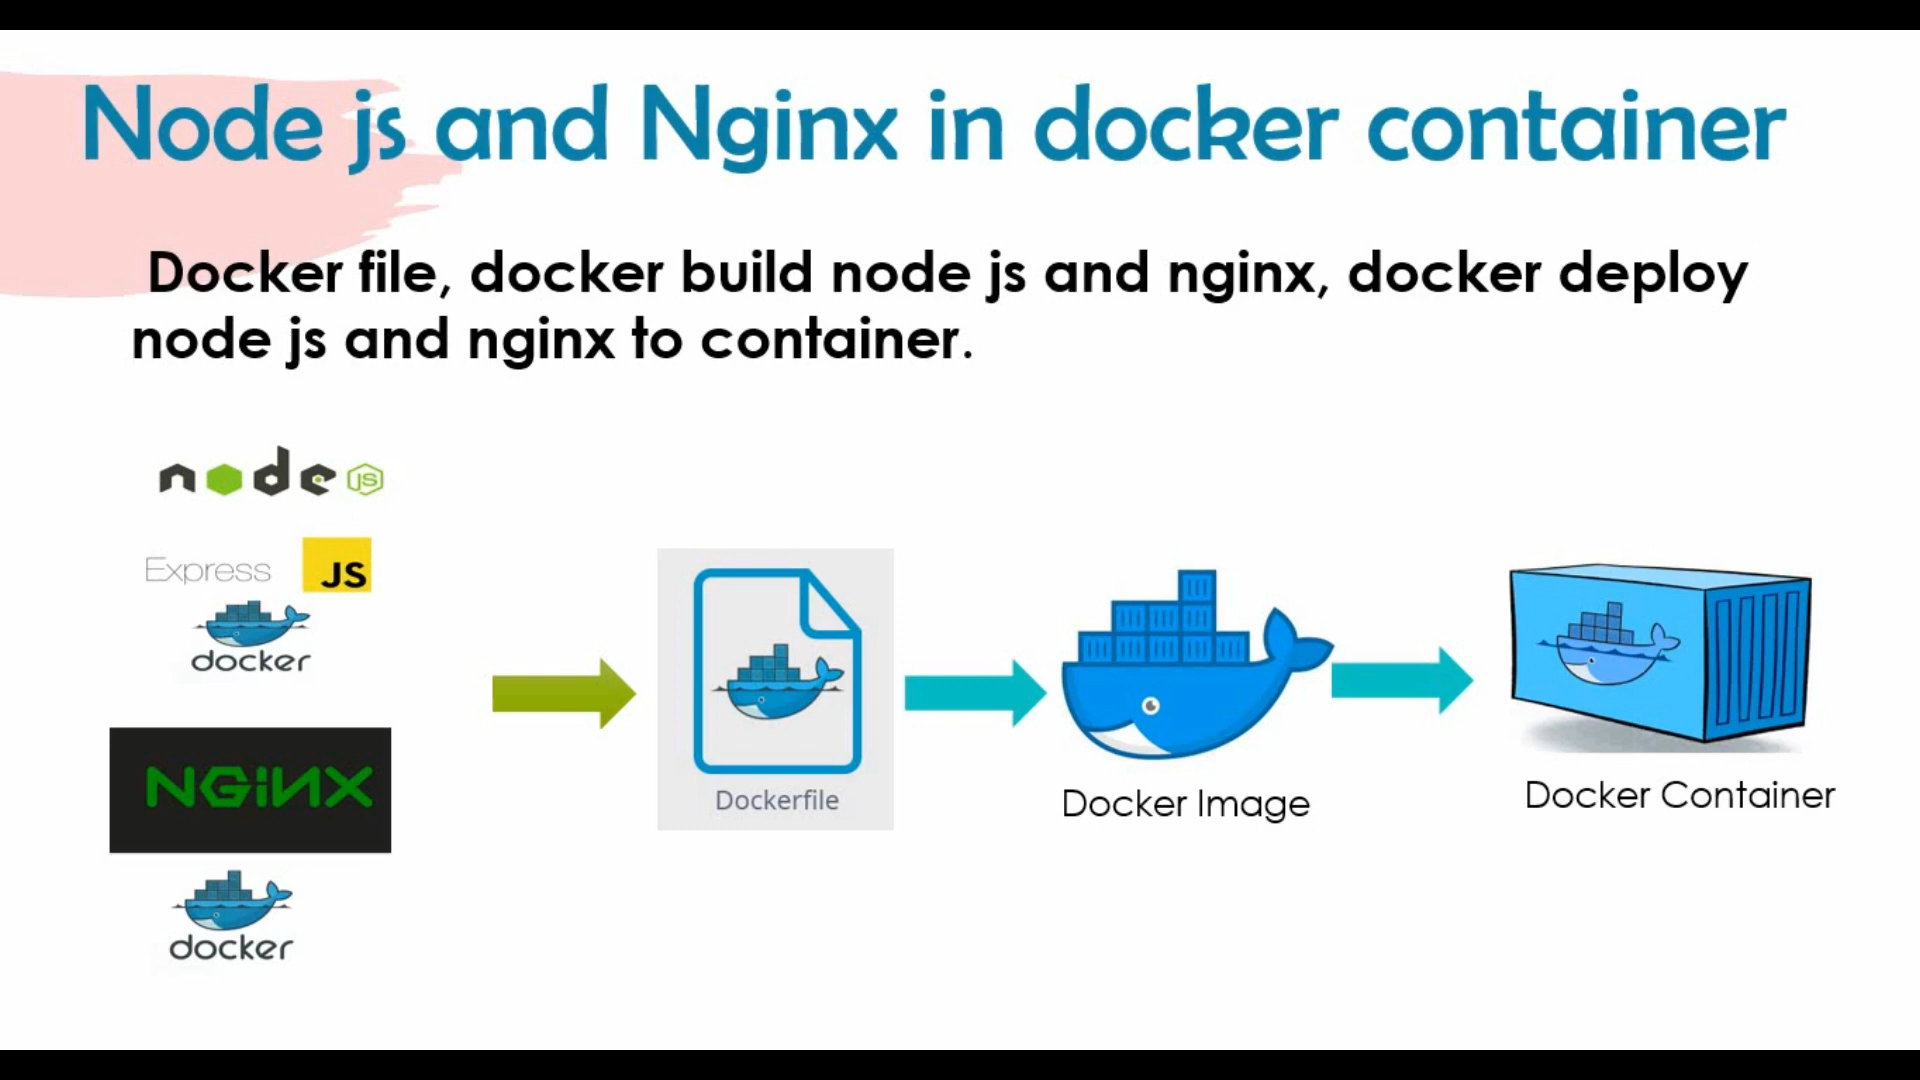 Node js and Nginx in docker container
Docker file, docker build node js and nginx, docker deploy
node js and nginx to container.
node JS
Express JS
docker
NGiNX
docker
Dockerfile
Docker Image
Docker Container